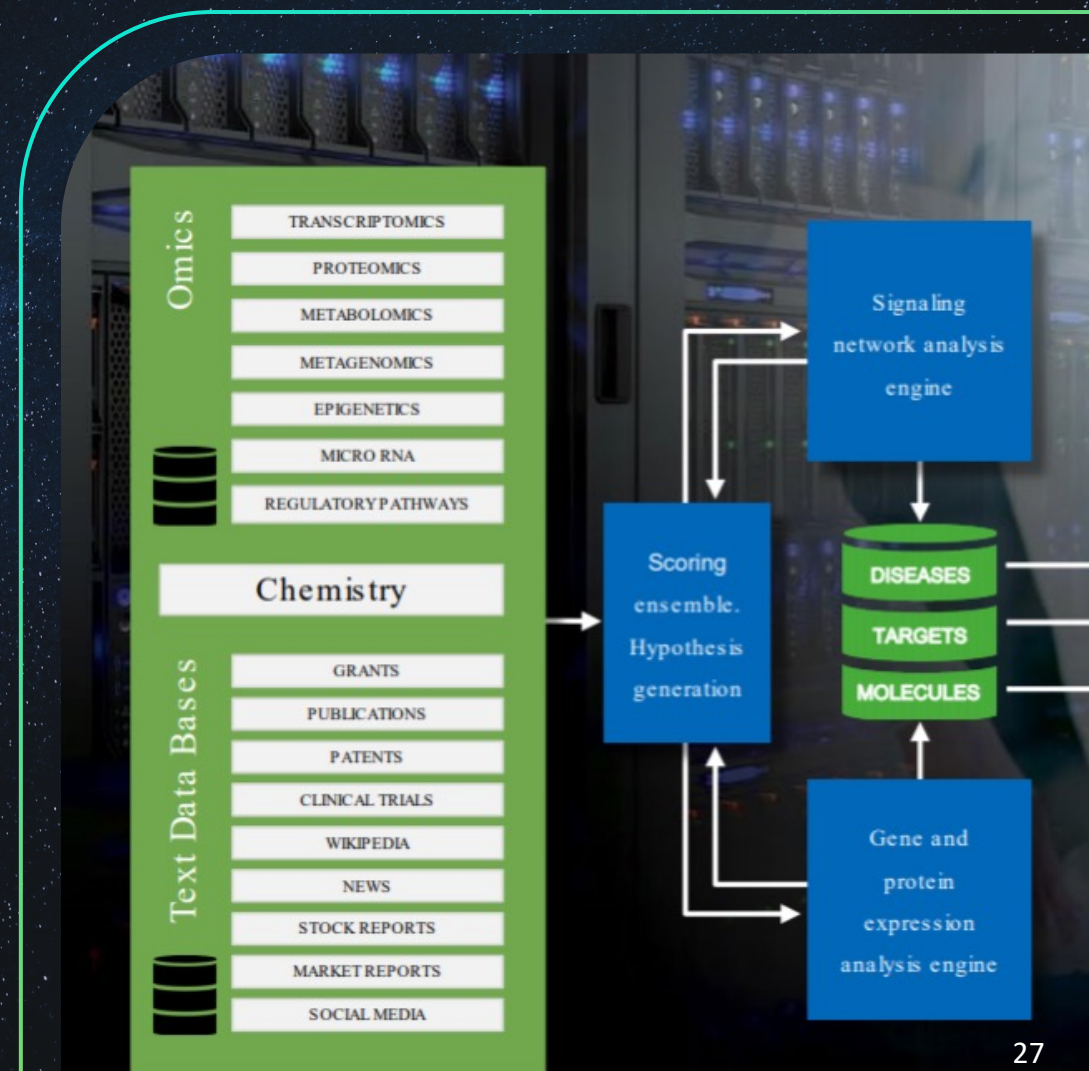 Omics
TRANSCRIPTOMICS
PROTEOMICS
METABOLOMICS
METAGENOMICS
EPIGENETICS
MICRO RNA
REGULATORY PATHWAYS
Chemistry
Text Data Bases
GRANTS
PUBLICATIONS
PATENTS
CLINICAL TRIALS
WIKIPEDIA
NEWS
STOCK REPORTS
MARKET REPORTS
SOCIAL MEDIA
Scoring
ensemble.
Hypothesis
generation
Signaling
network analysis
engine
DISEASES
TARGETS
MOLECULES
Gene and
protein
expression
analysis engine
27